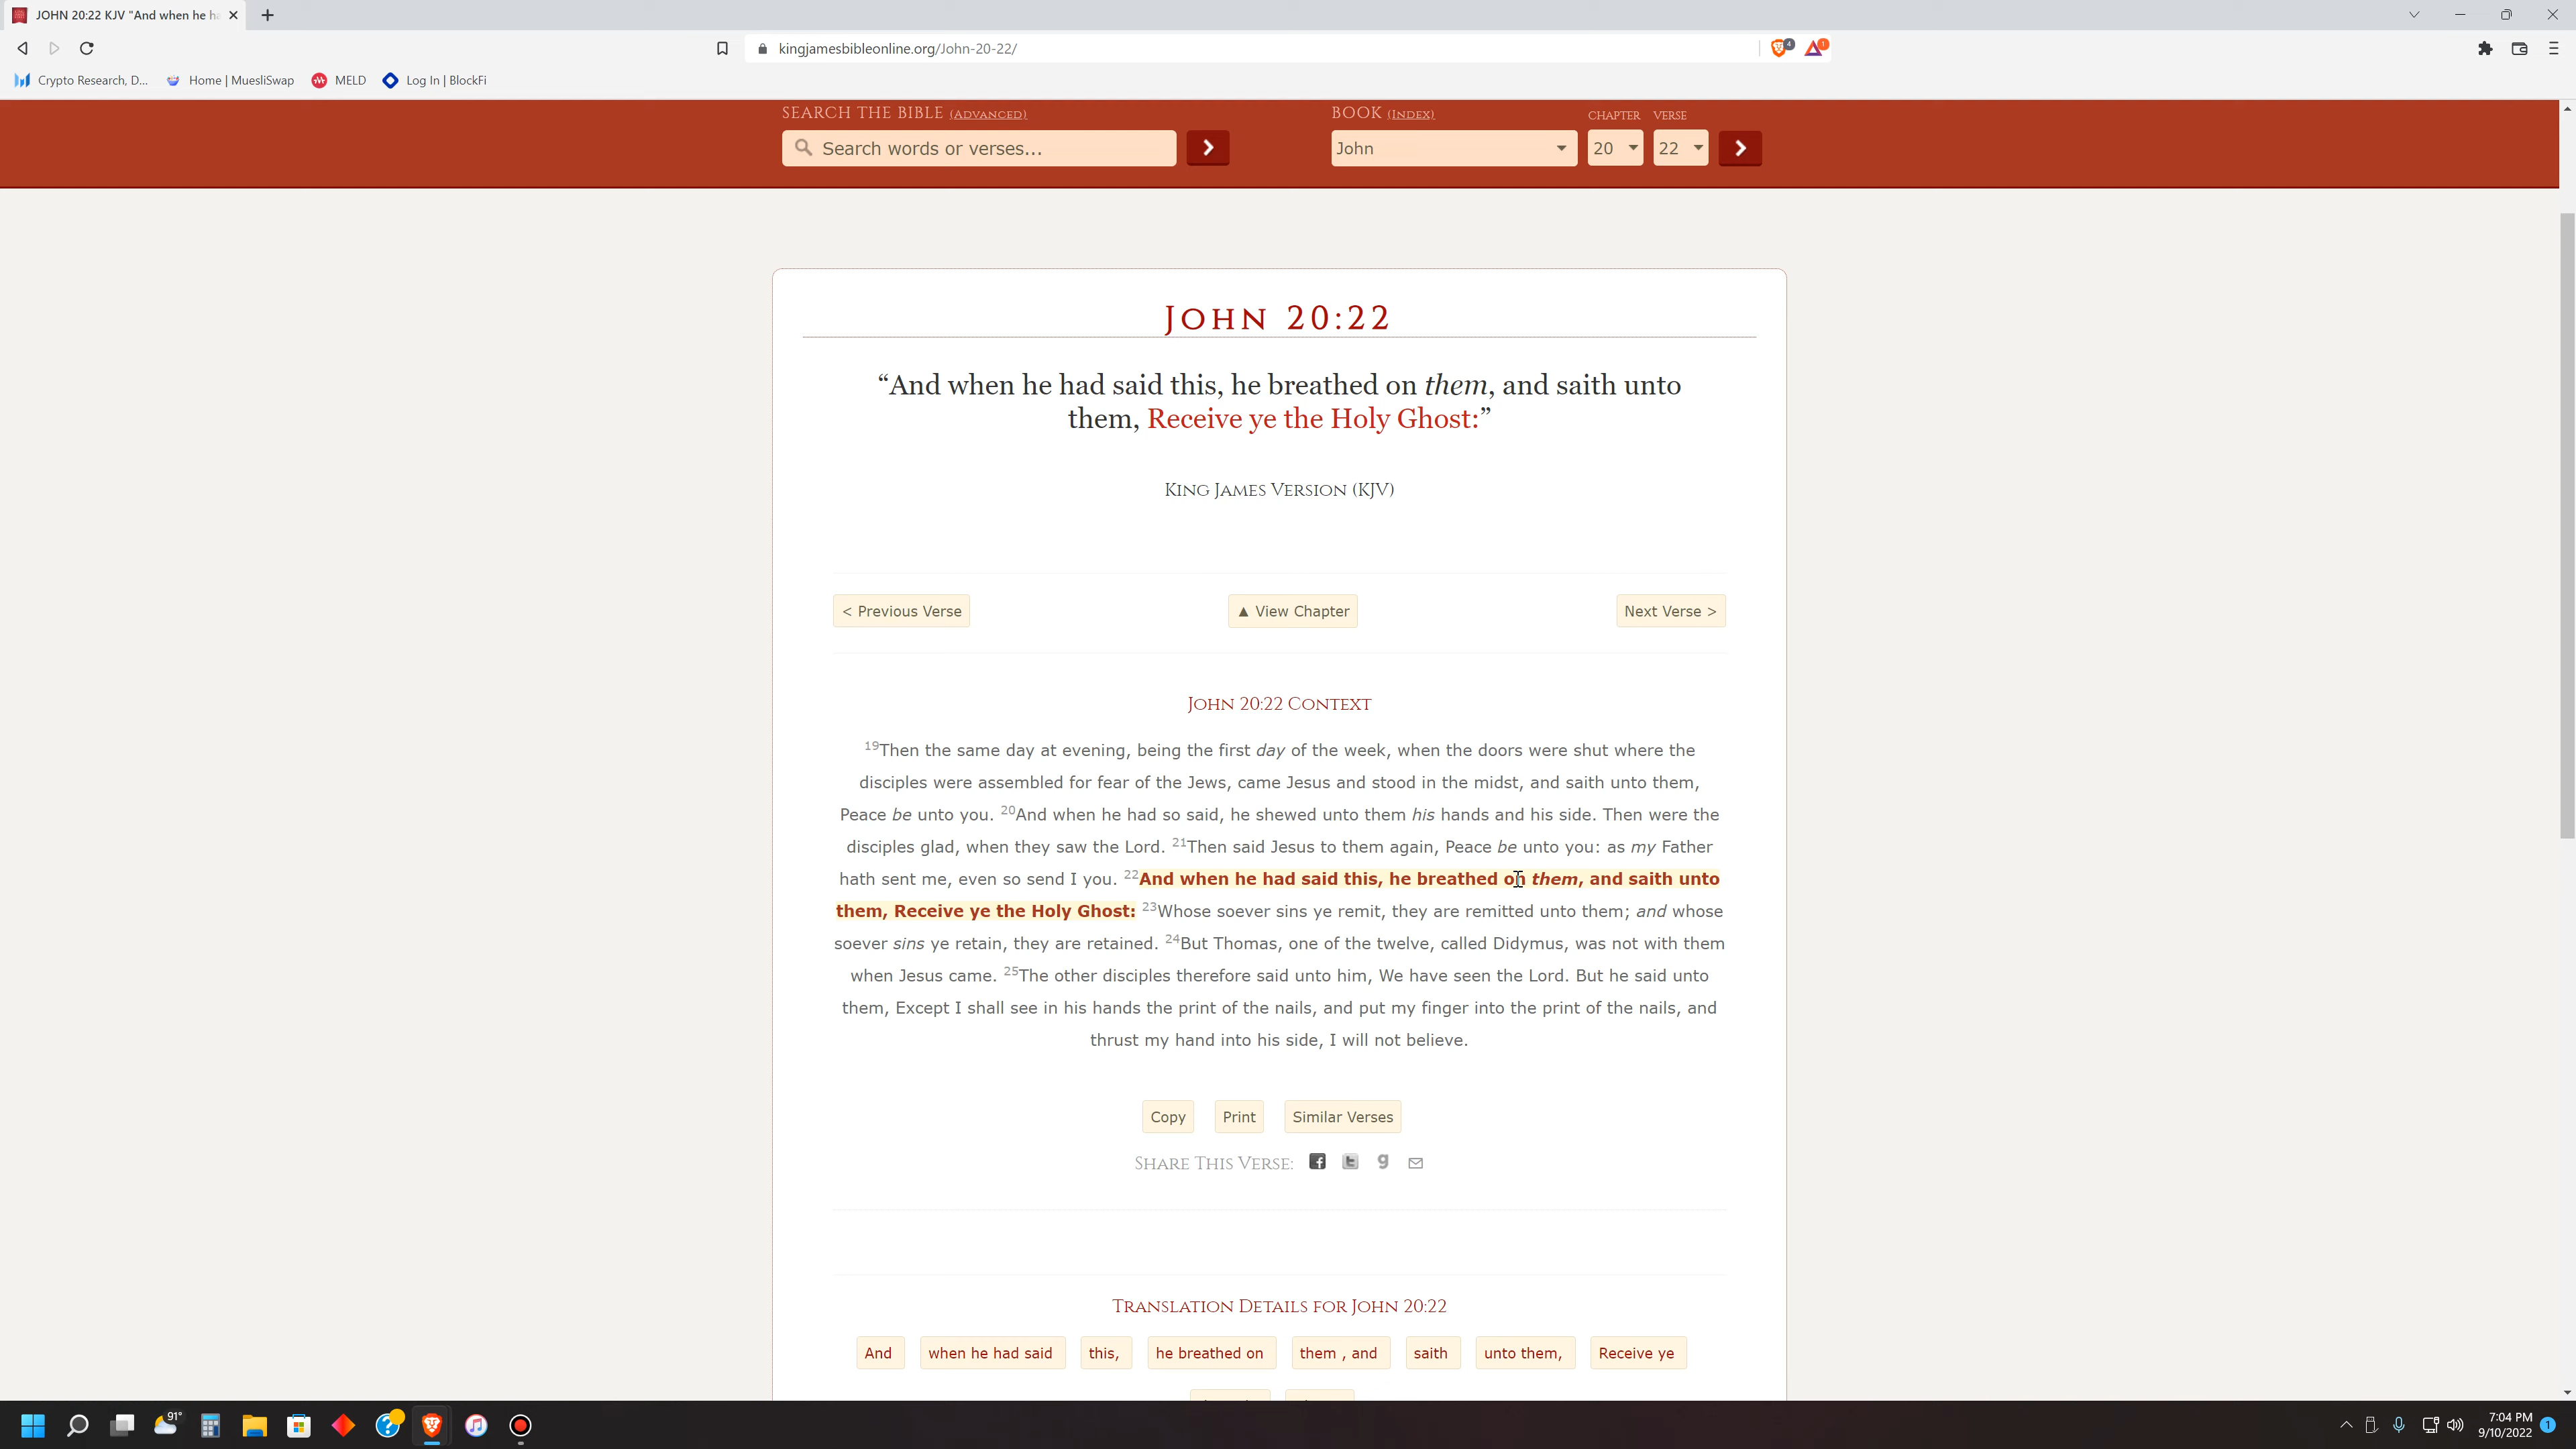 JOHN 20:22 KJV "And when he ha
kingjamesbibleonline.org/John-20-22/
4
1
Crypto Research, D...
Home | MuesliSwap
MELD
Log In | BlockFi
SEARCH THE BIBLE (ADVANCED)
BOOK (INDEX)
CHAPTER
VERSE
Search words or verses...
John
20
22
JOHN 20:22
“And when he had said this, he breathed on them, and saith unto
them, Receive ye the Holy Ghost:”
KING JAMES VERSION (KJV)
< Previous Verse
▲ View Chapter
Next Verse >
JOHN 20:22 CONTEXT
19Then the same day at evening, being the first day of the week, when the doors were shut where the
disciples were assembled for fear of the Jews, came Jesus and stood in the midst, and saith unto them,
Peace be unto you. 20And when he had so said, he shewed unto them his hands and his side. Then were the
disciples glad, when they saw the Lord. 21Then said Jesus to them again, Peace be unto you: as my Father
hath sent me, even so send I you. 22And when he had said this, he breathed on them, and saith unto
them, Receive ye the Holy Ghost: 23Whose soever sins ye remit, they are remitted unto them; and whose
soever sins ye retain, they are retained. 24But Thomas, one of the twelve, called Didymus, was not with them
when Jesus came. 25The other disciples therefore said unto him, We have seen the Lord. But he said unto
them, Except I shall see in his hands the print of the nails, and put my finger into the print of the nails, and
thrust my hand into his side, I will not believe.
Copy
Print
Similar Verses
SHARE THIS VERSE:
TRANSLATION DETAILS FOR JOHN 20:22
And
when he had said
this,
he breathed on
them , and
saith
unto them,
Receive ye
91°
7:04 PM
9/10/2022
1